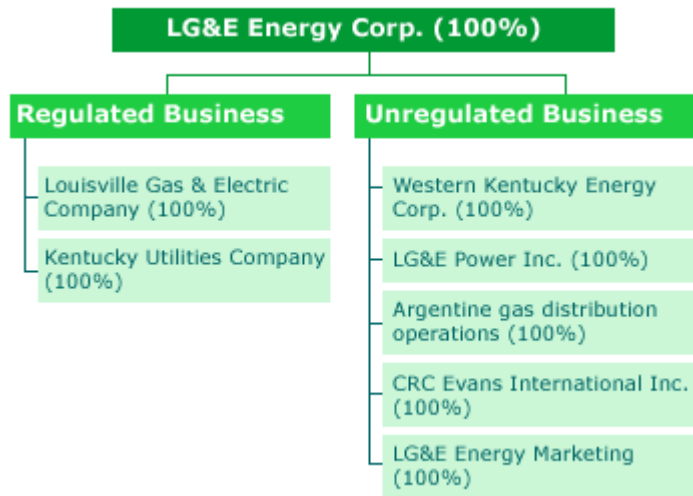 LG&E Energy Corp. (100%)
Regulated Business
Louisville Gas & Electric
Company (100%)
Kentucky Utilities Company
(100%)
Unregulated Business
Western Kentucky Energy
Corp. (100%)
LG&E Power Inc. (100%)
Argentine gas distribution
operations (100%)
CRC Evans International Inc.
(100%)
LG&E Energy Marketing
(100%)